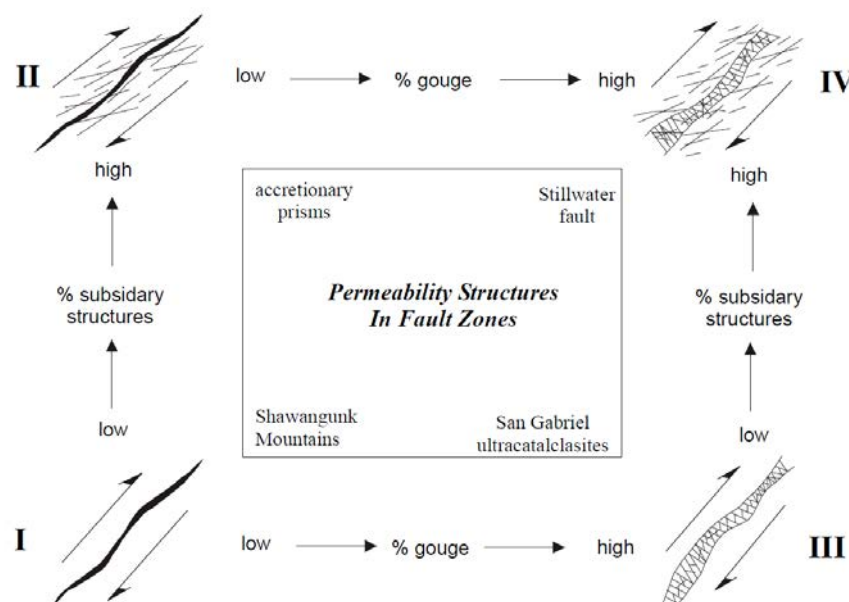 II
low
% gouge
high
IV
high
high
accretionary
prisms
Stillwater
fault
% subsidary
structures
Permeability Structures
In Fault Zones
% subsidary
structures
low
Shawangunk
Mountains
San Gabriel
ultracatalclasites
low
I
low
% gouge
high
III